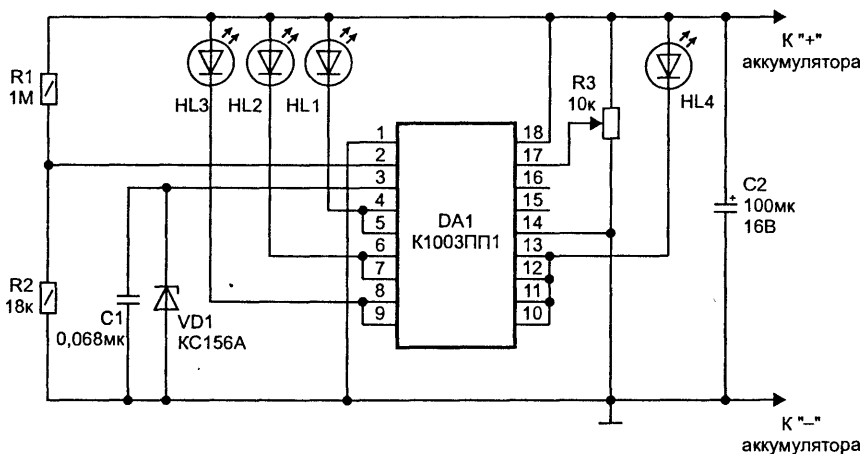 К "+"
аккумулятора
R1
1М
HL3
HL2
HL1
R3
10к
HL4
1
2
3
4
5
6
7
8
9
DA1
К1003ПП1
18
17
16
15
14
13
12
11
10
+
C2
100мк
16В
R2
18к
C1
0,068мк
VD1
КС156А
К "–"
аккумулятора